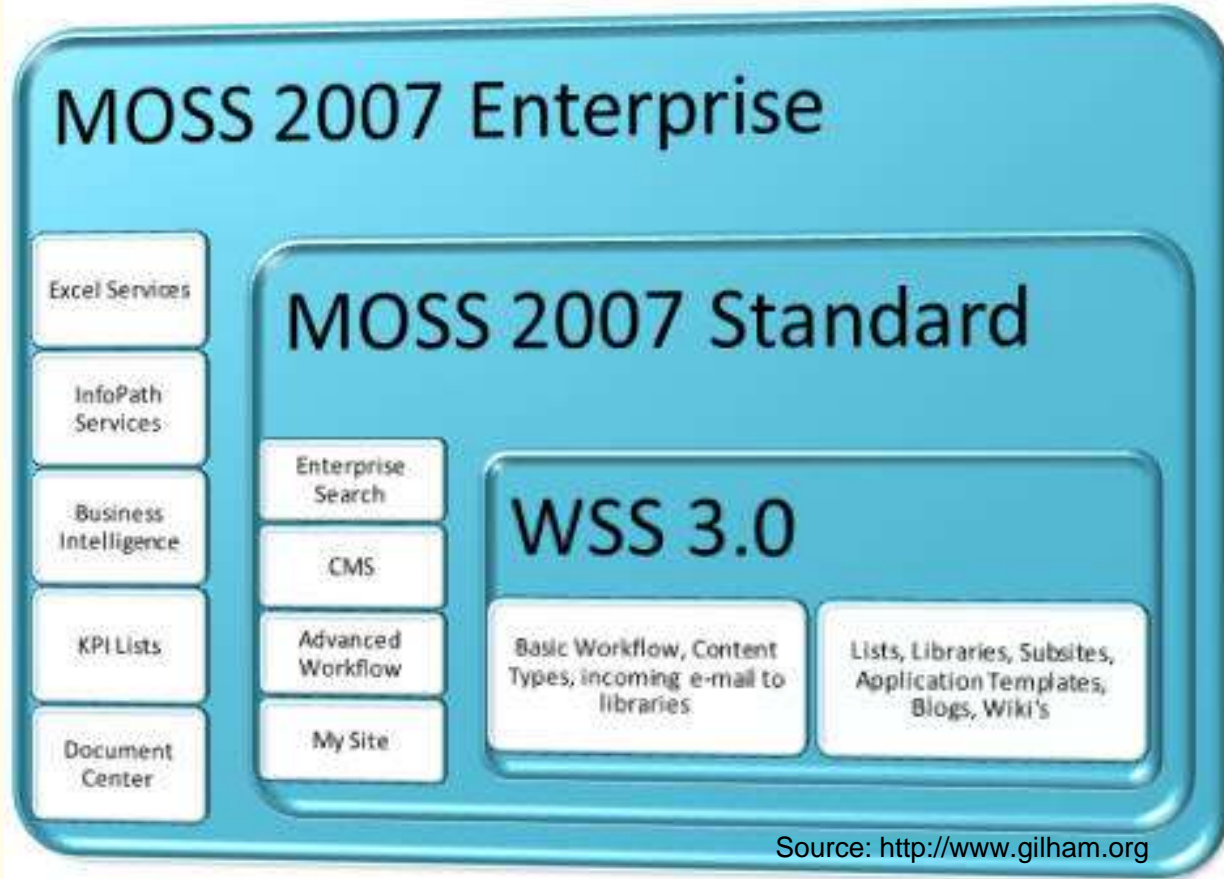 MOSS 2007 Enterprise
Excel Services
InfoPath
Services
Business
Intelligence
KPI Lists
Document
Center
MOSS 2007 Standard
Enterprise
Search
CMS
Advanced
Workflow
My Site
WSS 3.0
Basic Workflow, Content
Types, incoming e-mail to
libraries
Lists, Libraries, Subsites,
Application Templates,
Blogs, Wiki's
Source: http://www.gilham.org